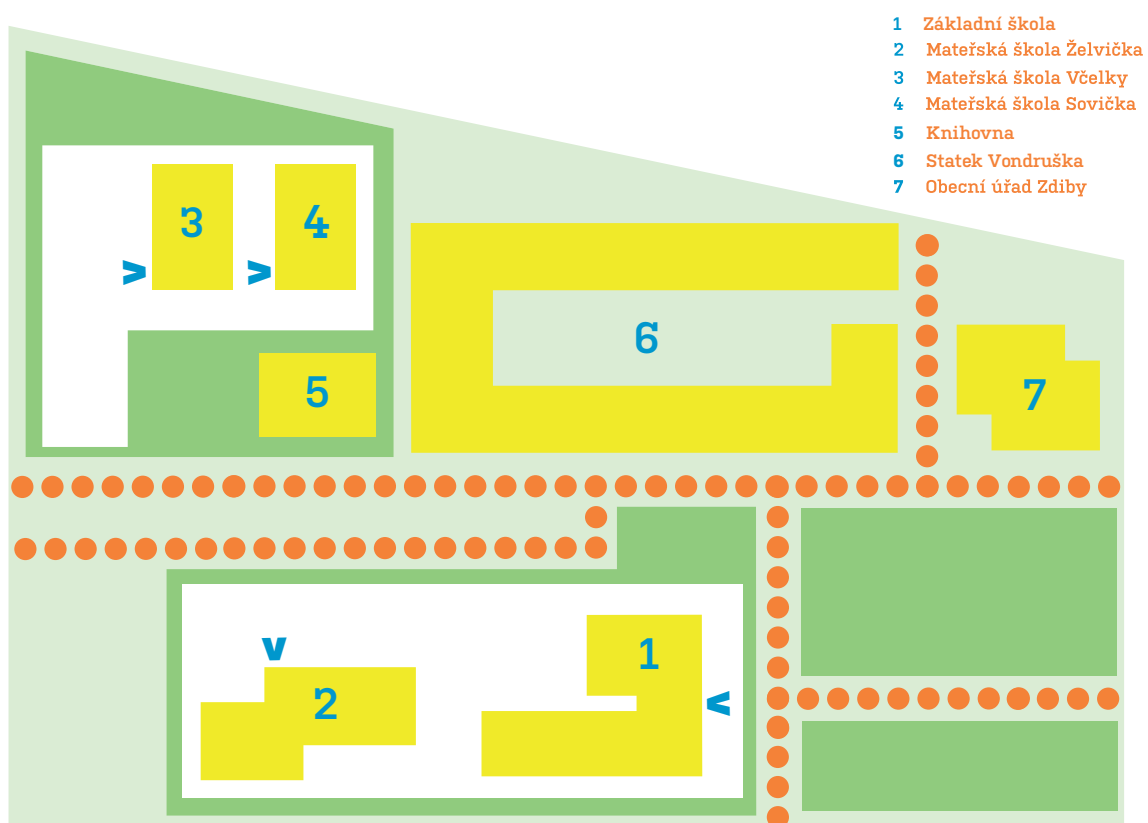 1 Základní škola
2 Mateřská škola Želvička
3 Mateřská škola Včelky
4 Mateřská škola Sovička
5 Knihovna
6 Statek Vondruška
7 Obecní úřad Zdiby
3
4
6
5
7
1
2